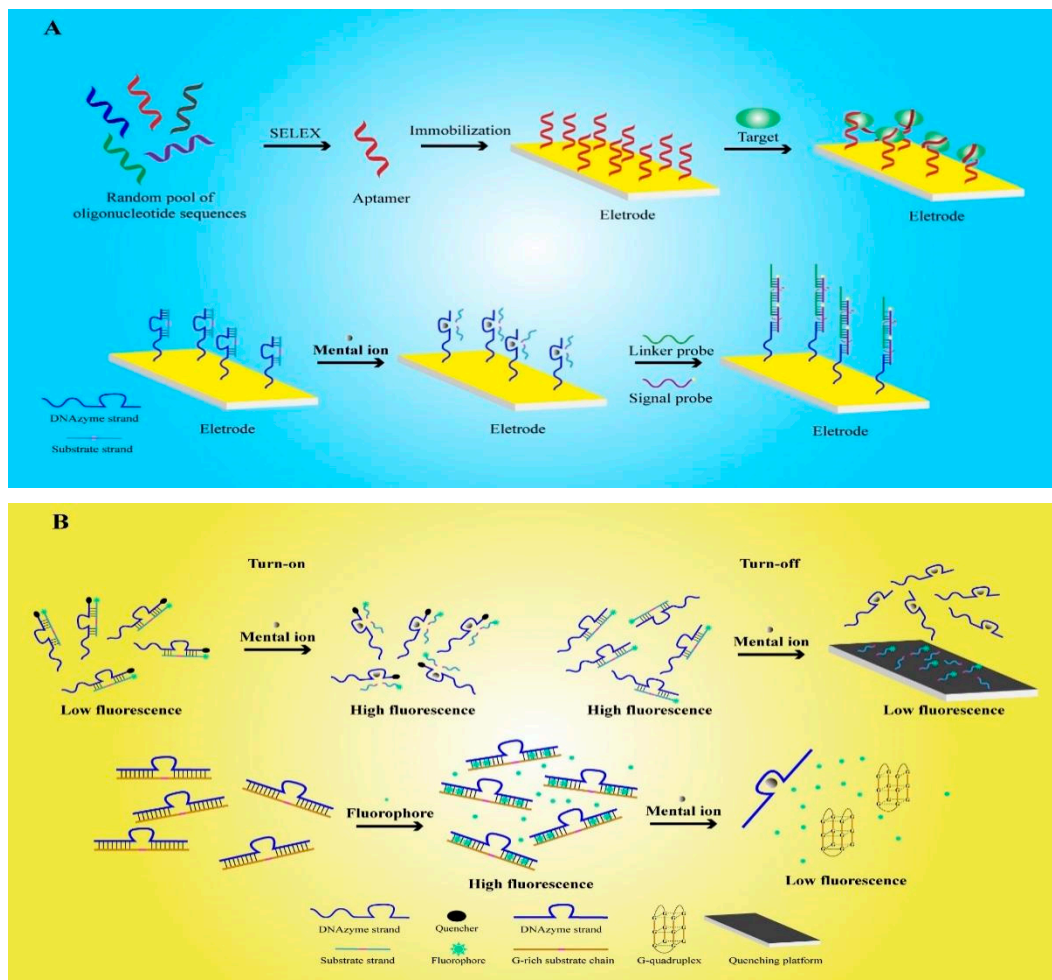 A
SELEX
Immobilization
Target
Random pool of
oligonucleotide sequences
Aptamer
Eletrode
Eletrode
Mental ion
Linker probe
Signal probe
DNAzyme strand
Substrate strand
Eletrode
Eletrode
Eletrode
B
Turn-on
Turn-off
Mental ion
Mental ion
Low fluorescence
High fluorescence
High fluorescence
Low fluorescence
Fluorophore
Mental ion
High fluorescence
Low fluorescence
DNAzyme strand
Quencher
DNAzyme strand
Substrate strand
Fluorophore
G-rich substrate chain
G-quadruplex
Quenching platform